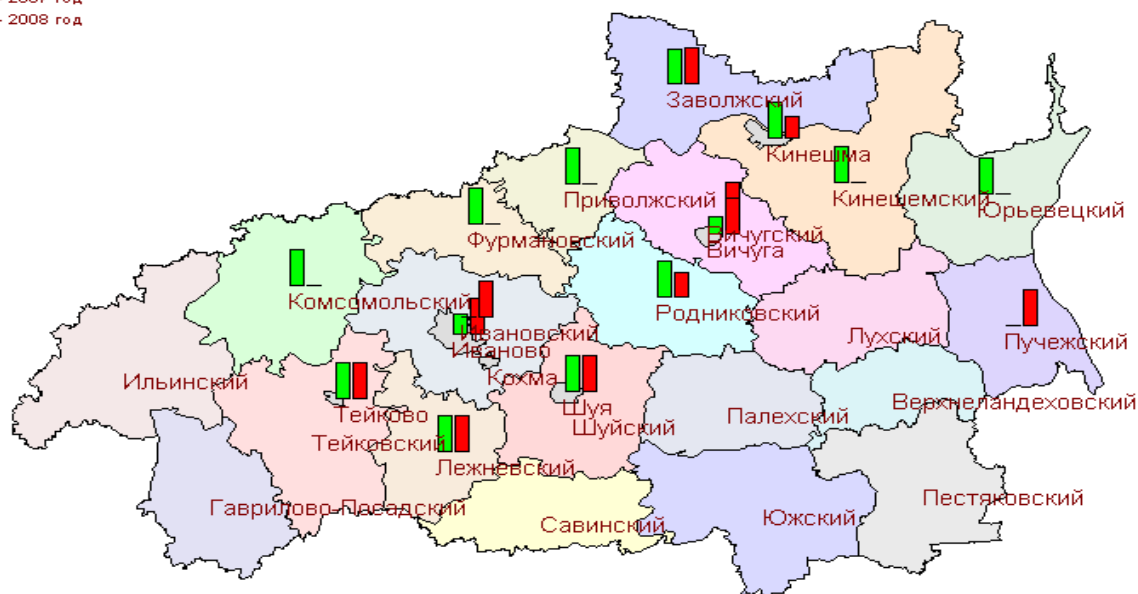 - 2008 год
Заволжский
Кинешма
Приволжский
Кинешемский
Юрьевецкий
Фурмановский
Вичугский
Вичуга
Комсомольский
Родниковский
Ивановский
Лухский
Пучежский
Иваново
Кохма
Ильинский
Тейково
Шуя
Шуйский
Палехский
Верхнеландеховский
Тейковский
Лежневский
Гаврилово-Посадский
Савинский
Южский
Пестяковский